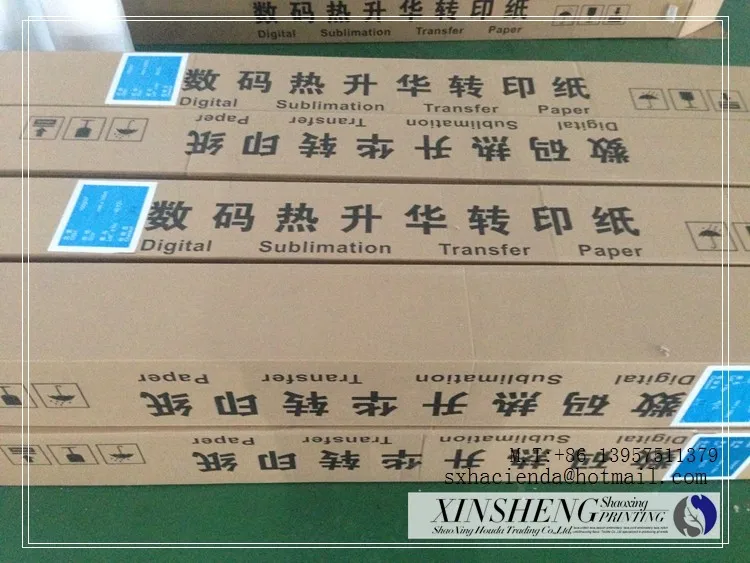 数码热升华转印纸
Digital Sublimation Transfer Paper
数码热升华转印纸
Digital Sublimation Transfer Paper
数码热升华转印纸
Digital Sublimation Transfer Paper
数码热升华转印纸
Digital Sublimation Transfer Paper
数码热升华转印纸
Digital Sublimation Transfer Paper
数码热升华转印纸
Digital Sublimation Transfer Paper
M.T:+86 13957511379
sxhacienda@hotmail.com
XINSHENG Shaoxing PRINTING
ShaoXing Houda Trading Co.,Ltd.